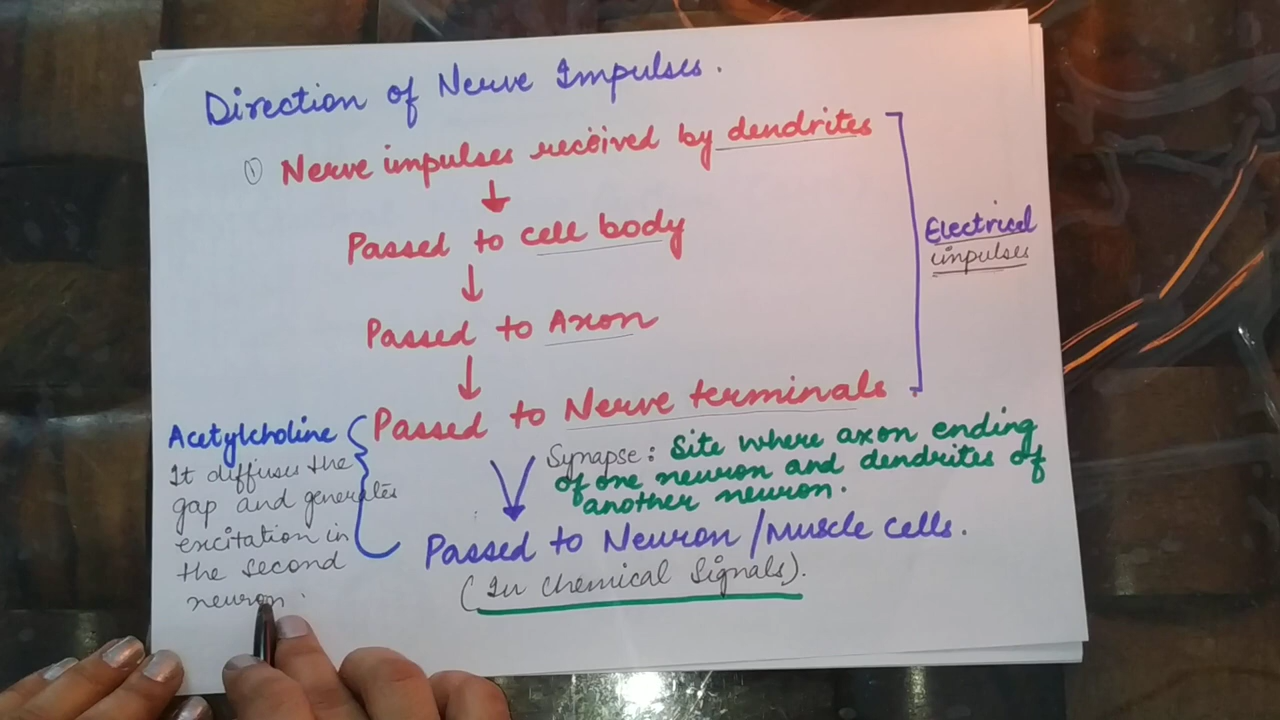 Direction of Nerve Impulses.
① Nerve impulses received by dendrites
Passed to cell body
Passed to Axon
Passed to Nerve terminals
Electrical
impulses
Acetylcholine
It diffuses the
gap and generates
excitation in
the second
neuron.
Synapse: Site where axon ending
of one neuron and dendrites of
another neuron.
Passed to Neuron/Muscle cells.
(In chemical Signals).